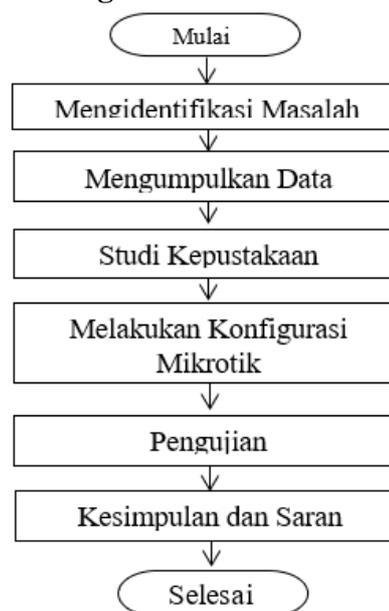 Mulai
Mengidentifikasi Masalah
Mengumpulkan Data
Studi Kepustakaan
Melakukan Konfigurasi
Mikrotik
Pengujian
Kesimpulan dan Saran
Selesai